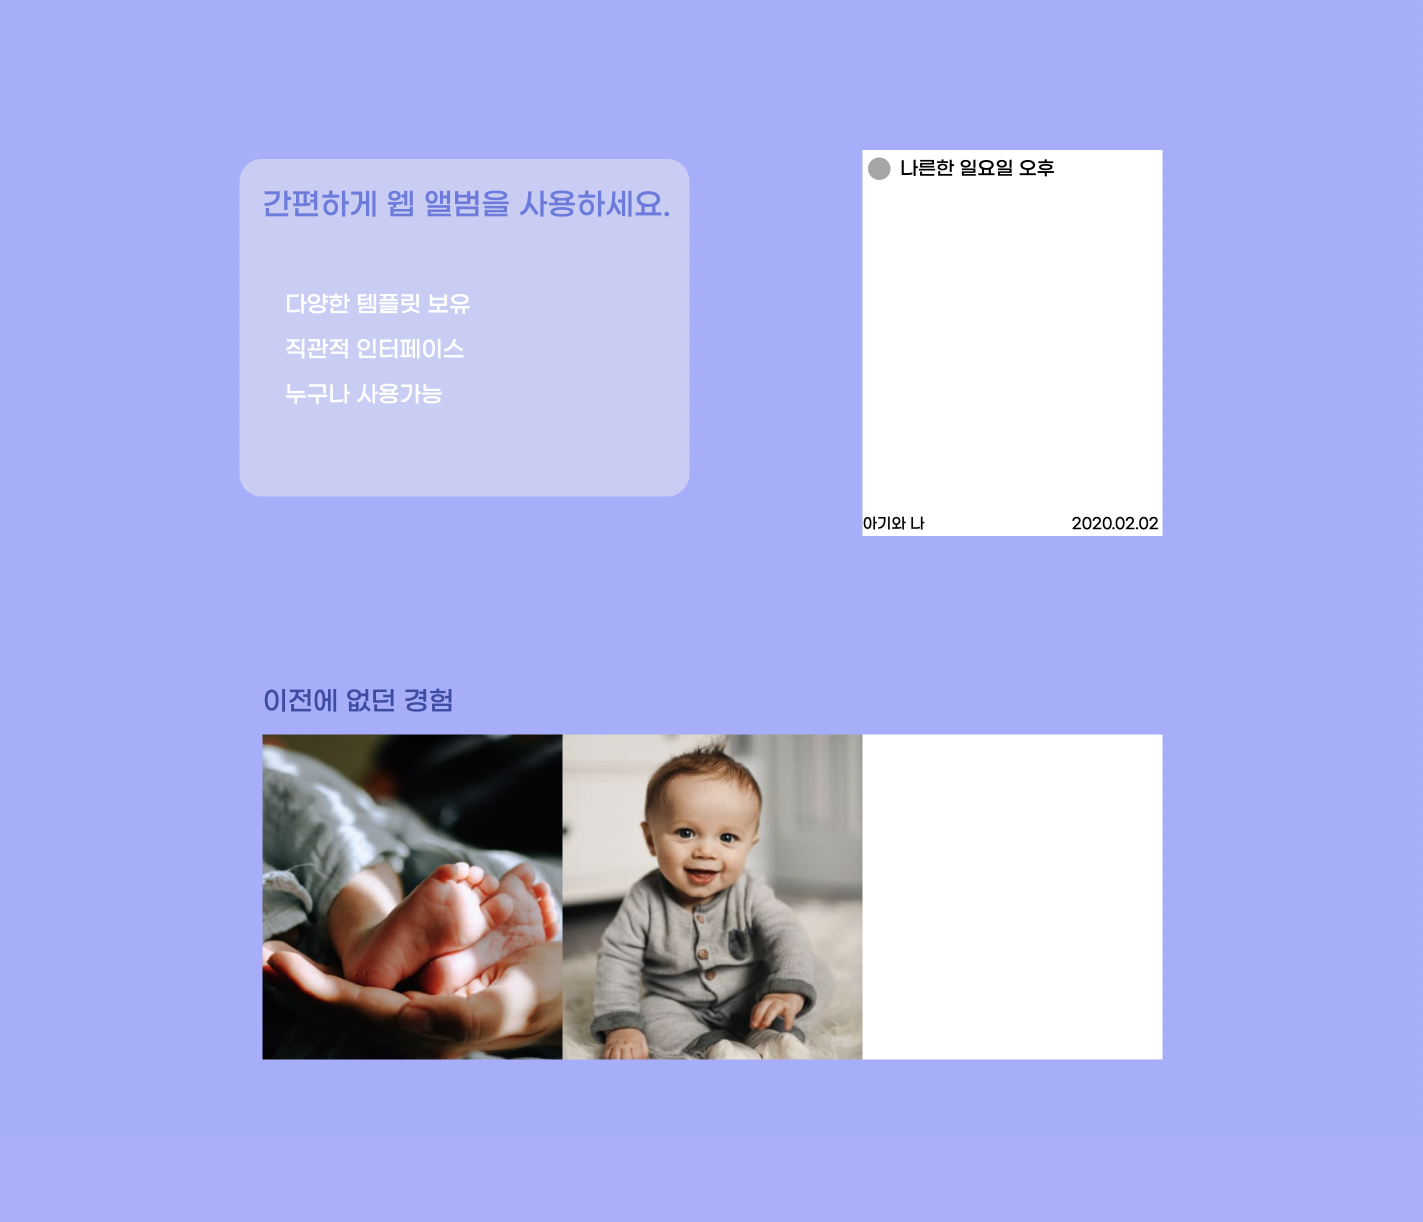 간편하게 웹 앨범을 사용하세요.
다양한 템플릿 보유
직관적 인터페이스
누구나 사용가능
나른한 일요일 오후
아기와 나
2020.02.02
이전에 없던 경험